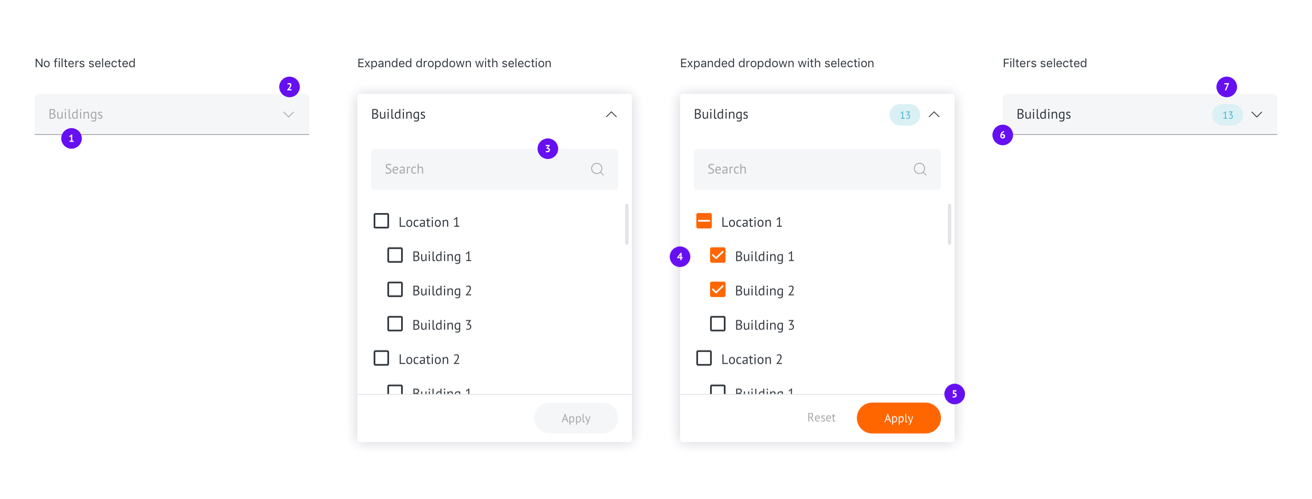 No filters selected
2
Buildings
1
Expanded dropdown with selection
Buildings
3
Search
Location 1
Building 1
Building 2
Building 3
Location 2
Building 1
Apply
Expanded dropdown with selection
Buildings 13
Search
Location 1
4
Building 1
Building 2
Building 3
Location 2
Building 1
5
Reset Apply
Filters selected
7
Buildings 13
6